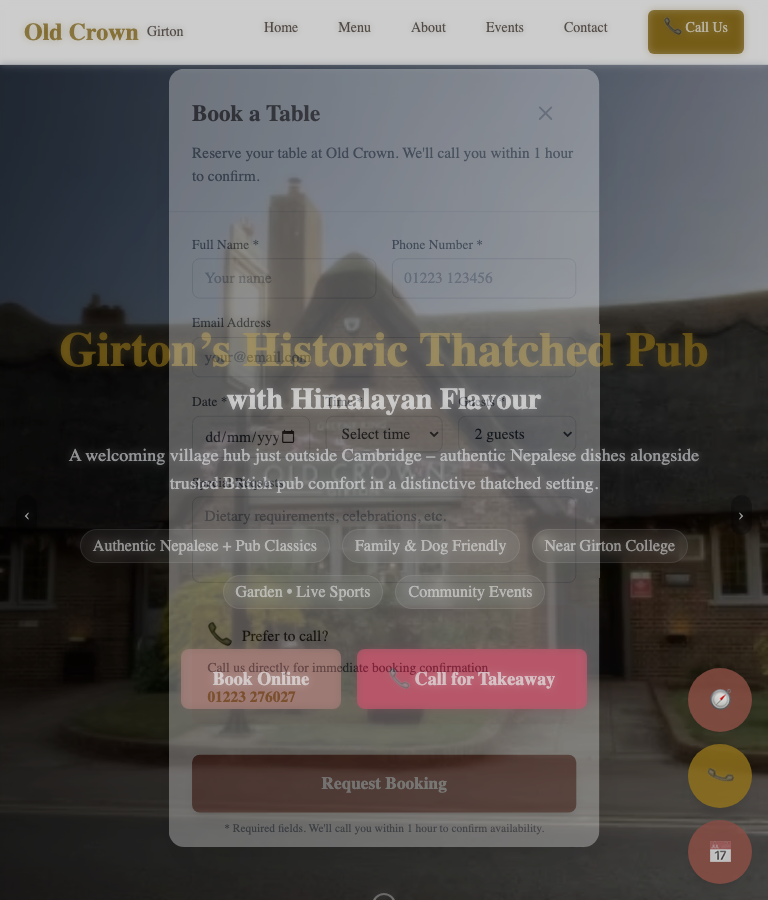 Old Crown Girton
Home Menu About Events Contact 📞 Call Us
Book a Table ×
Reserve your table at Old Crown. We'll call you within 1 hour
to confirm.
Full Name * Phone Number *
Your name 01223 123456
Email Address
your@email.com
Girton's Historic Thatched Pub
with Himalayan Flavour
Date * Time * Guests *
dd/mm/yyy Select time 2 guests
A welcoming village hub just outside Cambridge – authentic Nepalese dishes alongside
trusted British pub comfort in a distinctive thatched setting.
OLD CROWN
Dietary requirements, celebrations, etc.
‹ ›
Authentic Nepalese + Pub Classics Family & Dog Friendly Near Girton College
Garden • Live Sports Community Events
📞 Prefer to call?
Call us directly for immediate booking confirmation
01223 276027
Book Online 📞 Call for Takeaway
Request Booking
* Required fields. We'll call you within 1 hour to confirm availability.
17